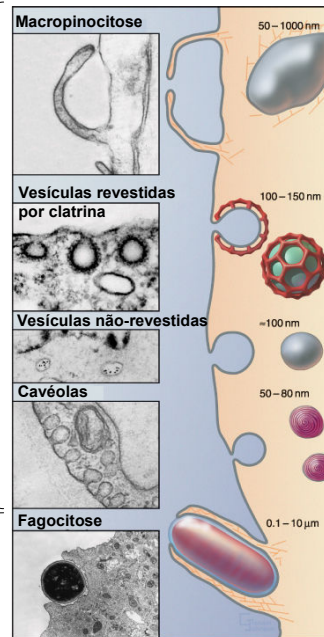 Macropinocitose
50–1000 nm
Vesículas revestidas
por clatrina
100–150 nm
Vesículas não-revestidas
≈100 nm
Cavéolas
50–80 nm
0.1–10 μm
Fagocitose